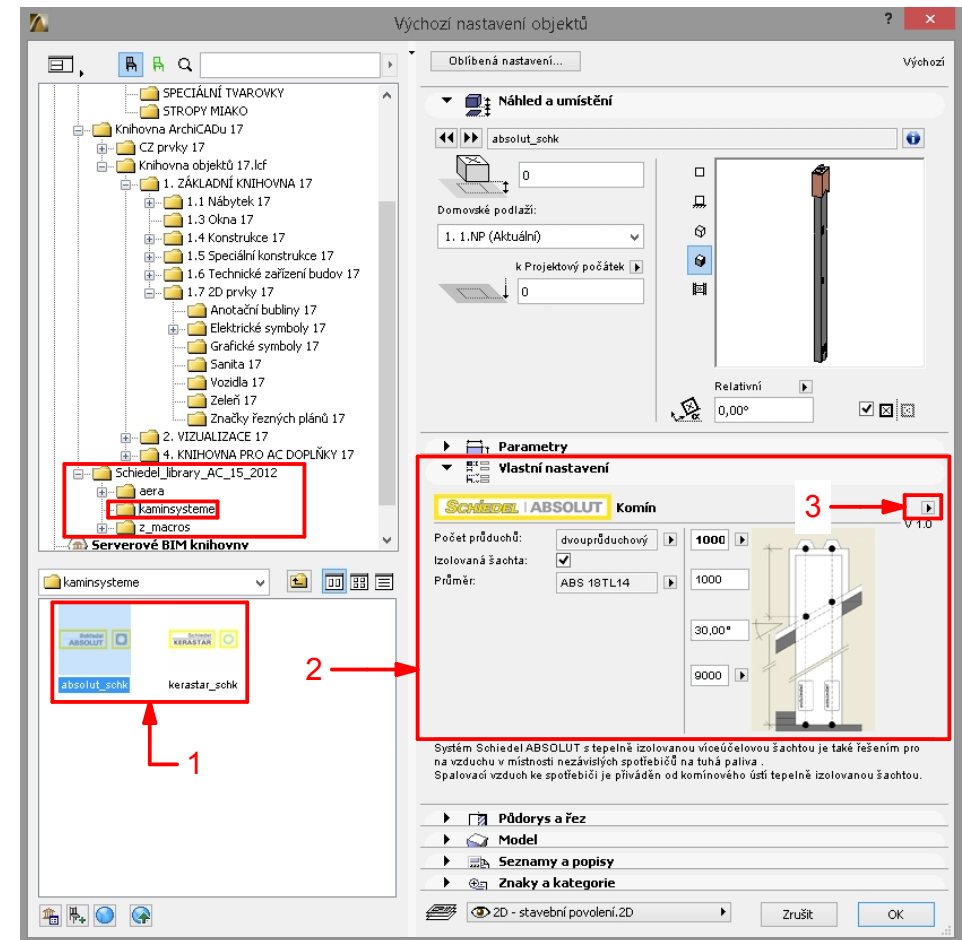 Výchozí nastavení objektů
?
Oblíbená nastavení...
Výchozí
SPECIÁLNÍ TVAROVKY
STROPY MIAKO
Knihovna ArchiCADu 17
CZ prvky 17
Knihovna objektů 17.lcf
1. ZÁKLADNÍ KNIHOVNA 17
1.1 Nábytek 17
1.3 Okna 17
1.4 Konstrukce 17
1.5 Speciální konstrukce 17
1.6 Technické zařízení budov 17
1.7 2D prvky 17
Anotační bubliny 17
Elektrické symboly 17
Grafické symboly 17
Sanita 17
Vozidla 17
Zeleň 17
Značky řezných plánů 17
2. VIZUALIZACE 17
4. KNIHOVNA PRO AC DOPLŇKY 17
Schiedel_library_AC_15_2012
aera
kaminsysteme
z_macros
Serverové BIM knihovny
kaminsysteme
Schiedel
ABSOLUT
Schiedel
KERASTAR
absolut_schk
kerastar_schk
1
2
Náhled a umístění
absolut_schk
0
Domovské podlaží:
1. 1.NP (Aktuální)
k Projektový počátek
0
Relativní
α
0,00°
Parametry
Vlastní nastavení
SCHIEDEL ABSOLUT Komín
3
V 1.0
Počet průduchů:
dvouprůduchový
1000
Izolovaná šachta:
Průměr:
ABS 18TL14
1000
30,00°
9000
Systém Schiedel ABSOLUT s tepelně izolovanou víceúčelovou šachtou je také řešením pro
na vzduchu v místnosti nezávislých spotřebičů na tuhá paliva .
Spalovací vzduch ke spotřebiči je přiváděn od komínového ústí tepelně izolovanou šachtou.
Půdorys a řez
Model
Seznamy a popisy
Znaky a kategorie
2D - stavební povolení.2D
Zrušit
OK